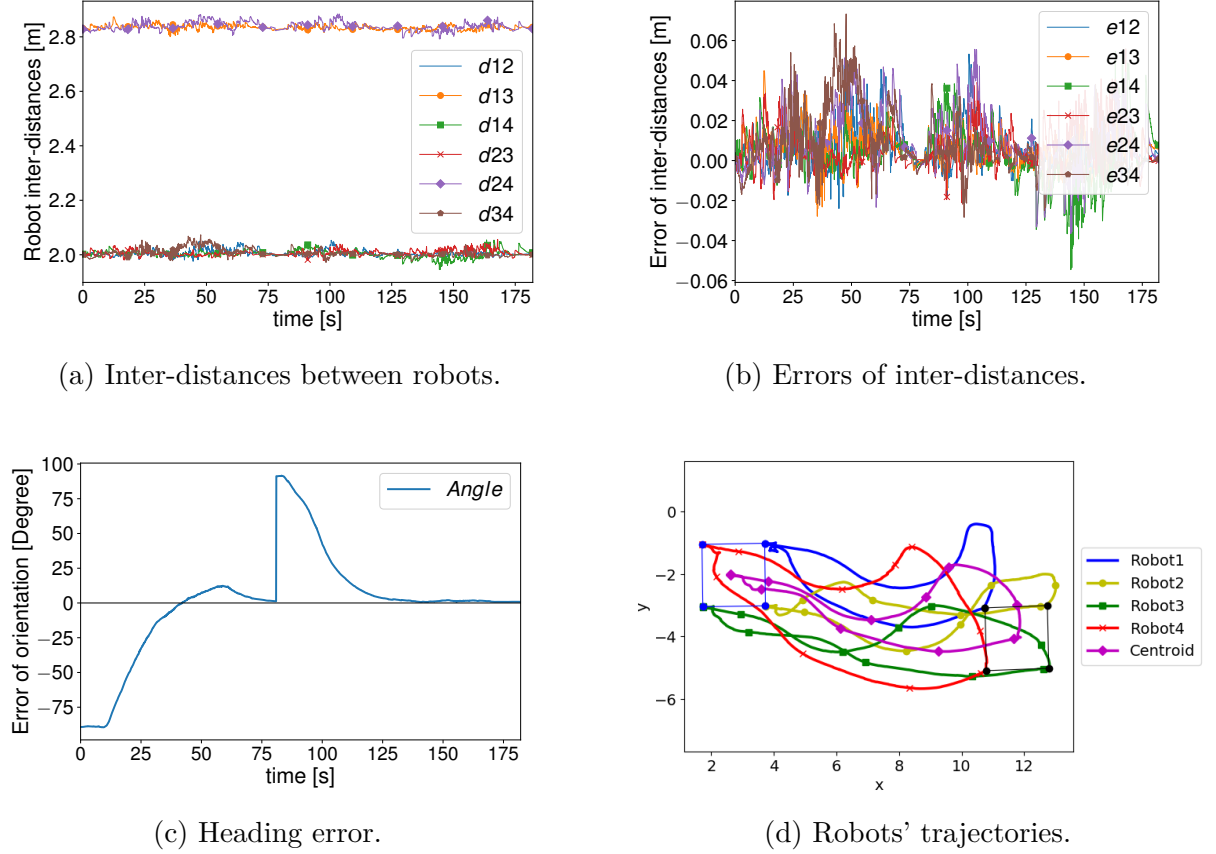 Robot inter-distances [m]
2.8
2.6
2.4
2.2
2.0
d12
d13
d14
d23
d24
d34
0 25 50 75 100 125 150 175
time [s]
(a) Inter-distances between robots.
Error of inter-distances [m]
0.06
0.04
0.02
0.00
−0.02
−0.04
−0.06
e12
e13
e14
e23
e24
e34
0 25 50 75 100 125 150 175
time [s]
(b) Errors of inter-distances.
Error of orientation [Degree]
100
75
50
25
0
−25
−50
−75
Angle
0 25 50 75 100 125 150 175
time [s]
(c) Heading error.
y
0
−2
−4
−6
2 4 6 8 10 12
x
Robot1
Robot2
Robot3
Robot4
Centroid
(d) Robots' trajectories.